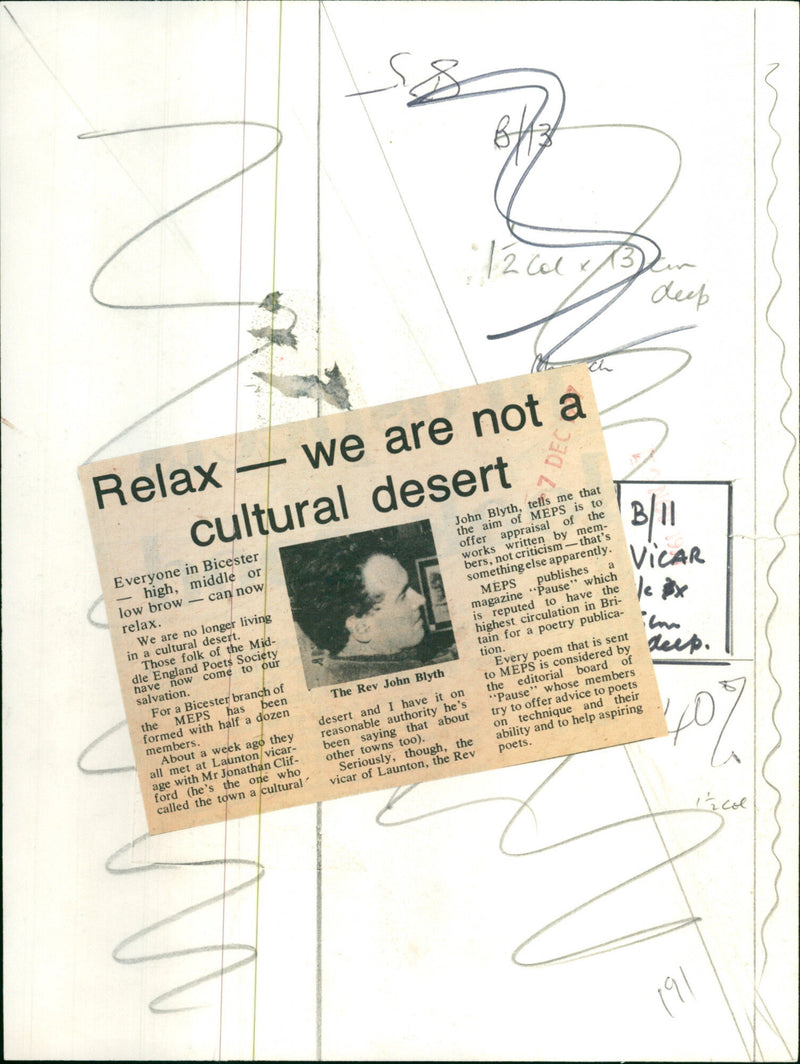 58
B/13
1½ Col x 13 cm
deep
Relax — we are not a
cultural desert
7 DEC
Everyone in Bicester
— high, middle or
low brow — can now
relax.
We are no longer living
in a cultural desert.
Those folk of the Mid-
dle England Poets Society
have now come to our
salvation.
For a Bicester branch of
the MEPS has been
formed with half a dozen
members.
About a week ago they
all met at Launton vicar-
age with Mr Jonathan Clif-
ford (he's the one who
called the town a cultural
The Rev John Blyth
desert and I have it on
reasonable authority he's
been saying that about
other towns too).
Seriously, though, the
vicar of Launton, the Rev
John Blyth, tells me that
the aim of MEPS is to
offer appraisal of the
works written by mem-
bers, not criticism — that's
something else apparently.
MEPS publishes a
magazine "Pause" which
is reputed to have the
highest circulation in Bri-
tain for a poetry publica-
tion.
Every poem that is sent
to MEPS is considered by
the editorial board of
"Pause" whose members
try to offer advice to poets
on technique and their
ability and to help aspiring
poets.
B/11
VICAR
cm
deep.
40%
1½ Col
191